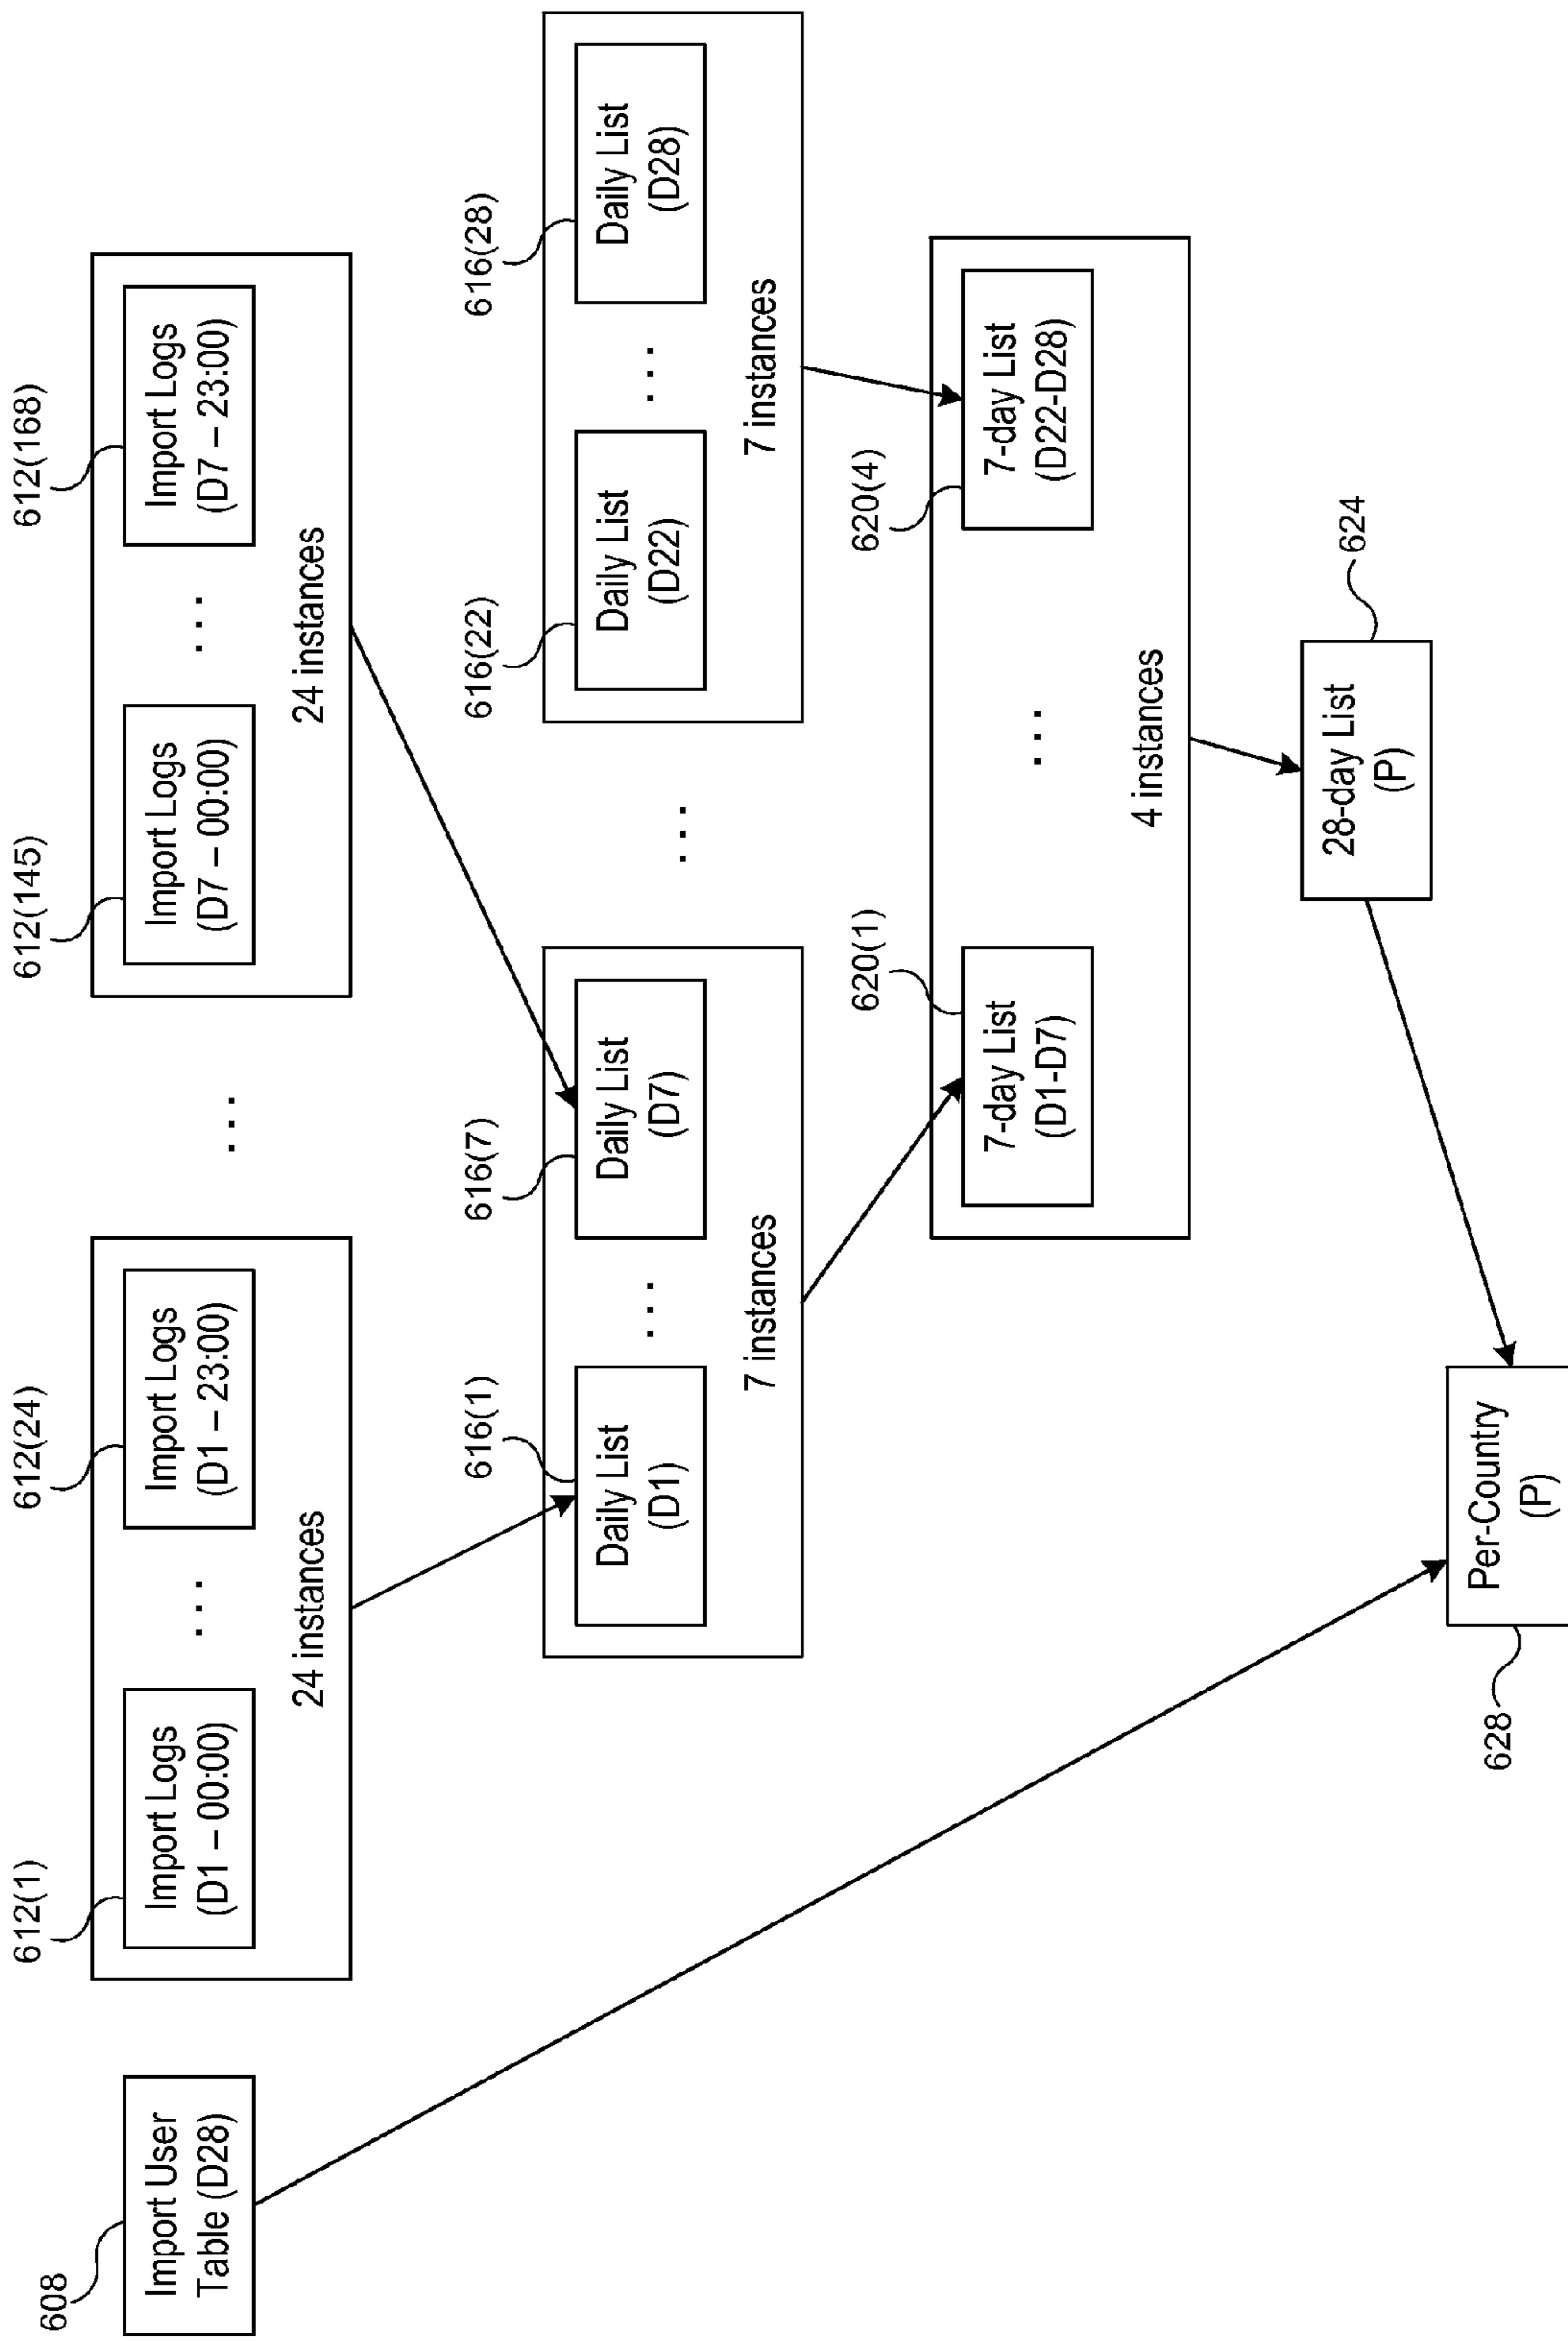 608
Import User
Table (D28)
612(1)
Import Logs
(D1 – 00:00)
. . .
612(24)
Import Logs
(D1 – 23:00)
24 instances
. . .
612(145)
Import Logs
(D7 – 00:00)
. . .
612(168)
Import Logs
(D7 – 23:00)
24 instances
616(1)
Daily List
(D1)
. . .
616(7)
Daily List
(D7)
7 instances
. . .
616(22)
Daily List
(D22)
. . .
616(28)
Daily List
(D28)
7 instances
620(1)
7-day List
(D1-D7)
. . .
620(4)
7-day List
(D22-D28)
4 instances
28-day List
(P)
624
628
Per-Country
(P)